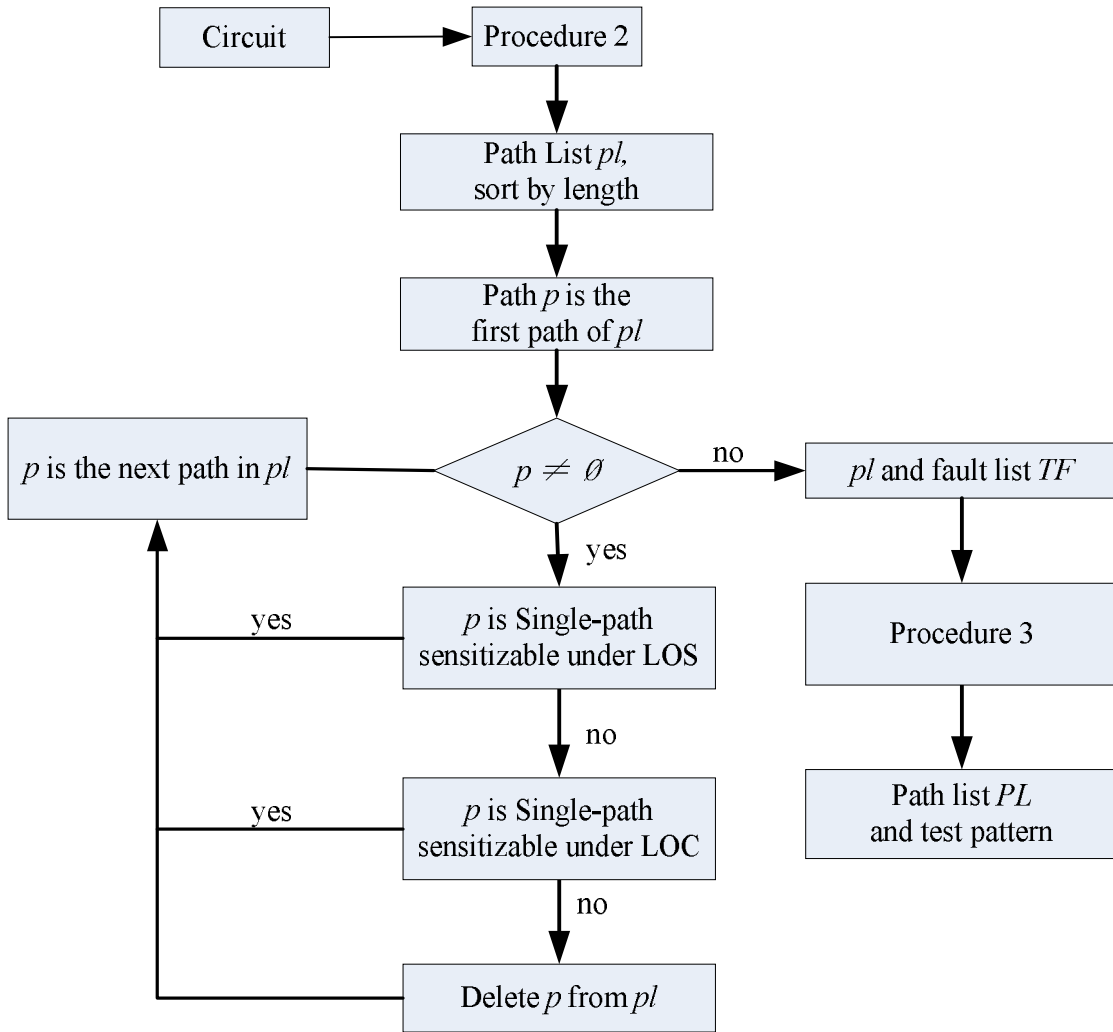 Circuit
Procedure 2
Path List pl,
sort by length
Path p is the
first path of pl
p is the next path in pl
p ≠ Ø
no
pl and fault list TF
yes
yes
p is Single-path
sensitizable under LOS
Procedure 3
no
yes
p is Single-path
sensitizable under LOC
Path list PL
and test pattern
no
Delete p from pl